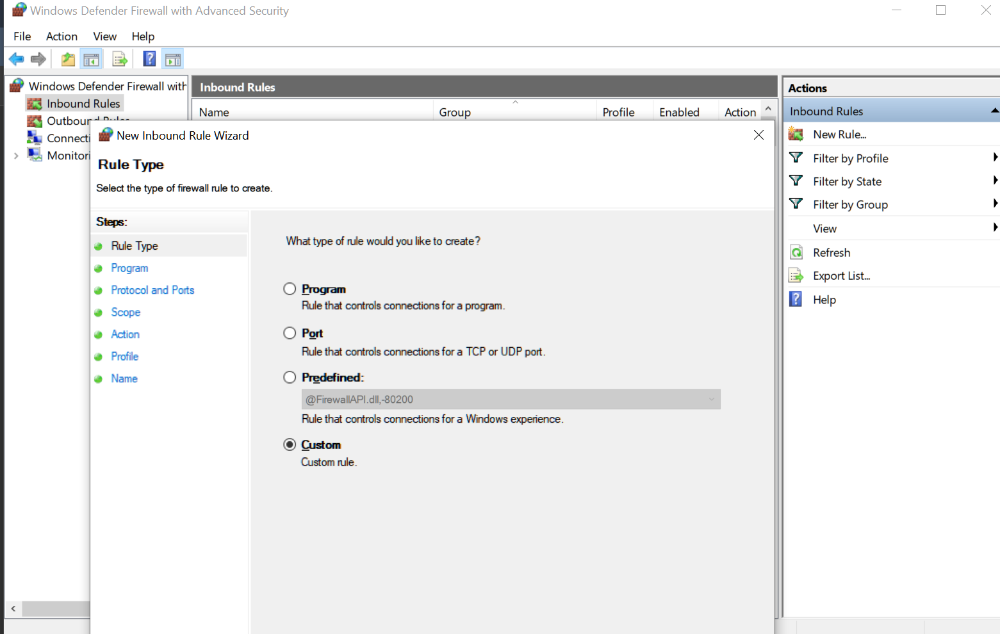 Windows Defender Firewall with Advanced Security
File Action View Help
Windows Defender Firewall with
Inbound Rules
Outbound Rules
Connecti
Monitori
Inbound Rules
Name Group Profile Enabled Action
New Inbound Rule Wizard
Rule Type
Select the type of firewall rule to create.
Steps:
Rule Type
Program
Protocol and Ports
Scope
Action
Profile
Name
What type of rule would you like to create?
Program
Rule that controls connections for a program.
Port
Rule that controls connections for a TCP or UDP port.
Predefined:
@FirewallAPI.dll,-80200
Rule that controls connections for a Windows experience.
Custom
Custom rule.
Actions
Inbound Rules
New Rule...
Filter by Profile
Filter by State
Filter by Group
View
Refresh
Export List...
Help